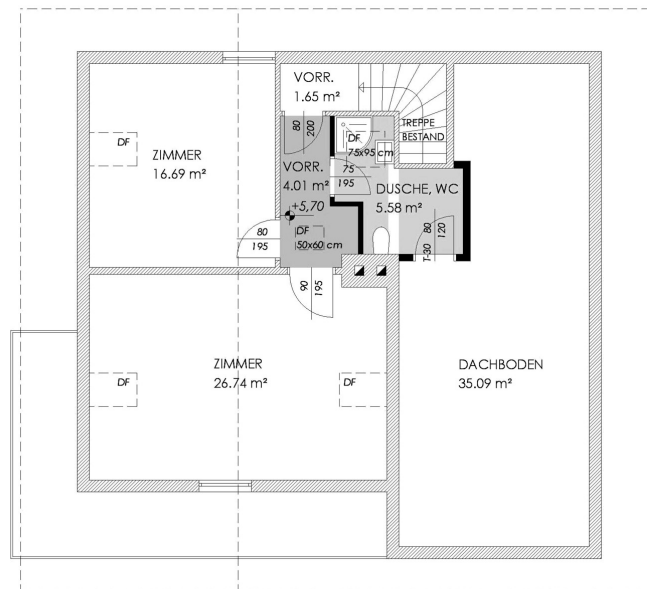 VORR.
1.65 m²
TREPPE
BESTAND
80
200
DF
75x95 cm
DF
ZIMMER
16.69 m²
VORR.
4.01 m²
75
195
DUSCHE, WC
5.58 m²
+5,70
80
195
DF
50x60 cm
T-30
80
120
90
195
ZIMMER
26.74 m²
DF
DF
DACHBODEN
35.09 m²